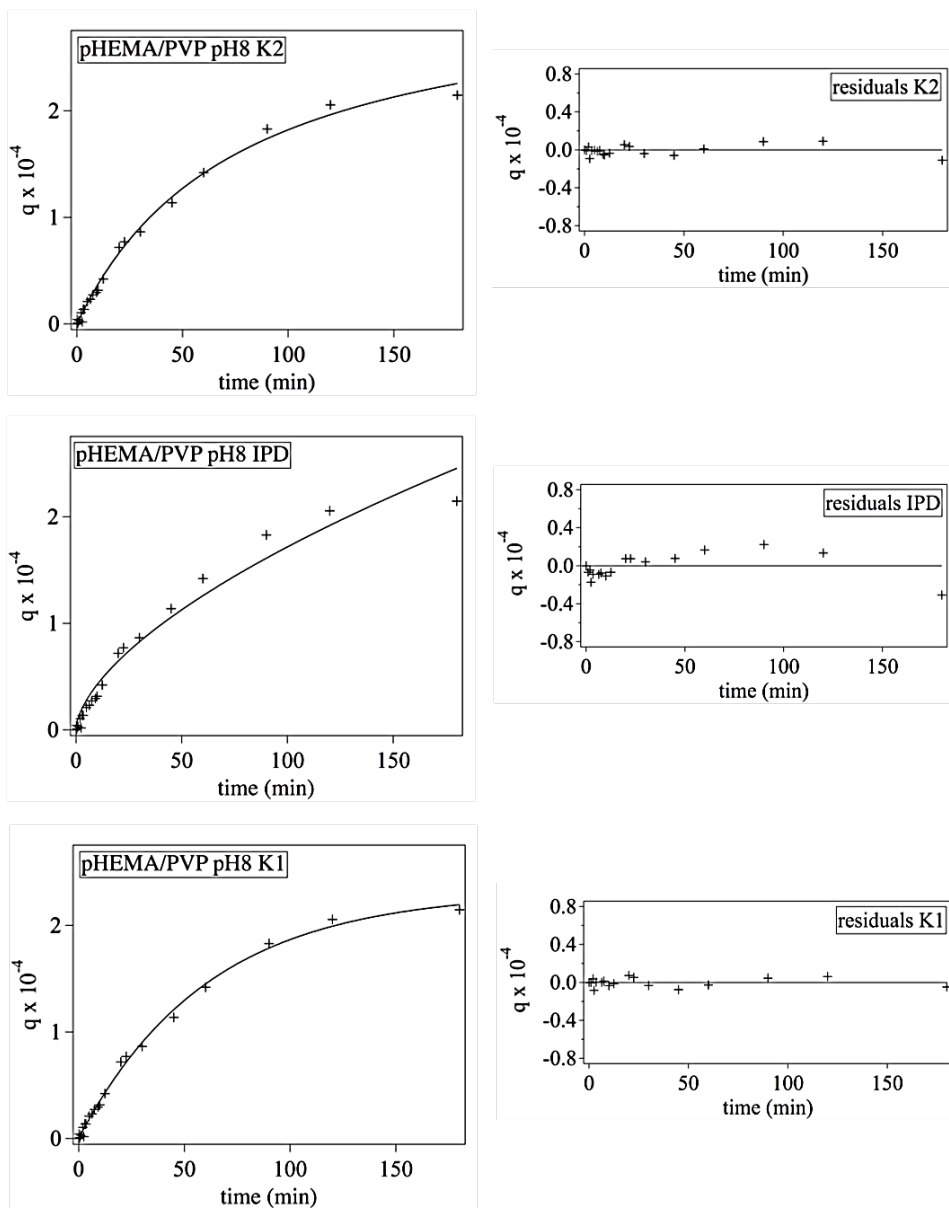 pHEMA/PVP pH8 K2
2
1
0
q x 10-4
0 50 100 150
time (min)
residuals K2
0.8
0.4
0.0
-0.4
-0.8
q x 10-4
0 50 100 150
time (min)
pHEMA/PVP pH8 IPD
2
1
0
q x 10-4
0 50 100 150
time (min)
residuals IPD
0.8
0.4
0.0
-0.4
-0.8
q x 10-4
0 50 100 150
time (min)
pHEMA/PVP pH8 K1
2
1
0
q x 10-4
0 50 100 150
time (min)
residuals K1
0.8
0.4
0.0
-0.4
-0.8
q x 10-4
0 50 100 150
time (min)